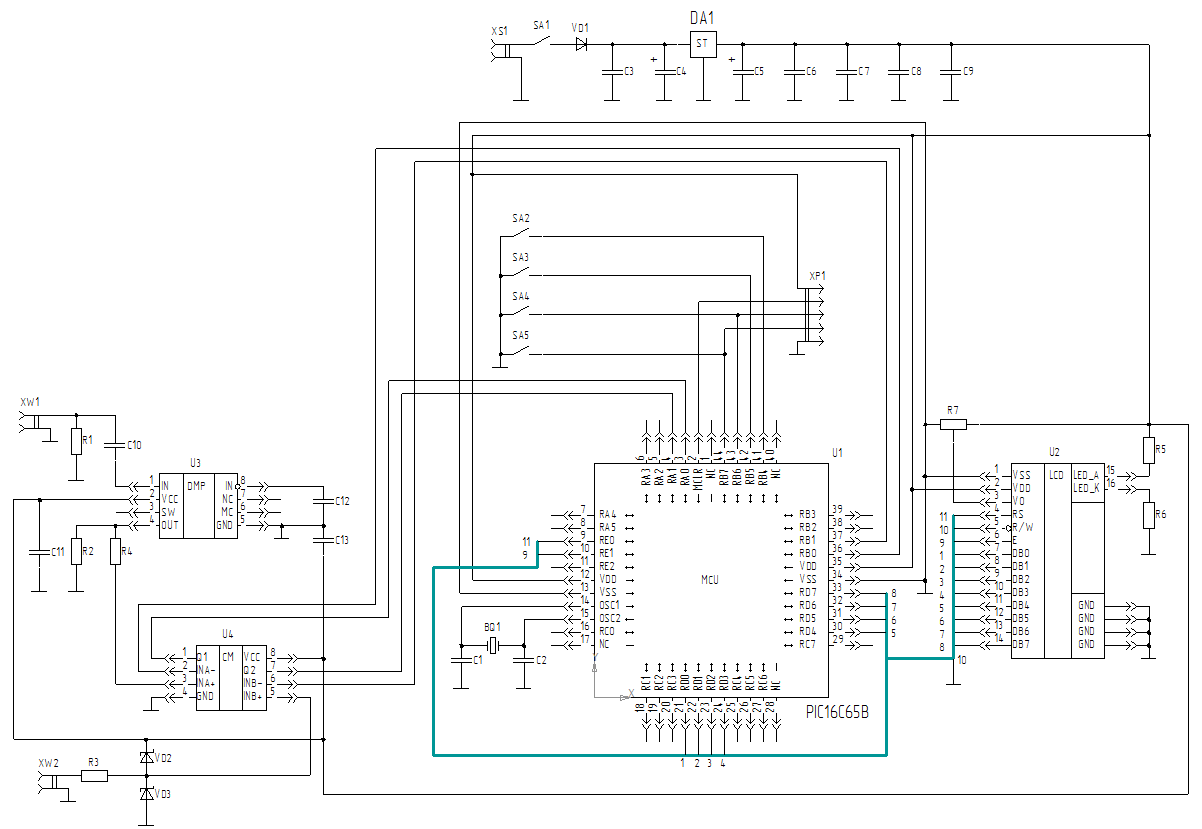 XS1
SA1
VD1
DA1
ST
C3
+
C4
+
C5
C6
C7
C8
C9
SA2
SA3
SA4
SA5
XP1
XW1
R1
C10
U3
1 IN DMP IN 8
2 VCC NC 7
3 SW MC 6
4 OUT GND 5
C12
C13
C11
R2
R4
U4
1 Q1 CM VCC 8
2 INA- Q2 7
3 INA+ INB- 6
4 GND INB+ 5
XW2
R3
VD2
VD3
BQ1
C1
C2
U1
MCU
PIC16C65B
6 RA3
5 RA2
4 RA1
3 RA0
2 MCLR
1 NC
44 RB7
43 RB6
42 RB5
41 RB4
40 NC
7 RA4
8 RA5
11 9 RE0
9 10 RE1
11 RE2
12 VDD
13 VSS
14 OSC1
15 OSC2
16 RC0
17 NC
RB3 39
RB2 38
RB1 37
RB0 36
VDD 35
VSS 34
RD7 33 8
RD6 32 7
RD5 31 6
RD4 30 5
RC7 29
RC1 18
RC2 19
RC3 20
RD0 21
RD1 22
RD2 23
RD3 24
RC4 25
RC5 26
RC6 27
NC 28
1 2 3 4
Y
X
R7
R5
R6
U2
LCD
1 VSS
2 VDD
3 VO
11 4 RS
10 5 R/W
9 6 E
1 7 DB0
2 8 DB1
3 9 DB2
4 10 DB3
5 11 DB4
6 12 DB5
7 13 DB6
8 14 DB7
LED_A 15
LED_K 16
GND
GND
GND
GND
10